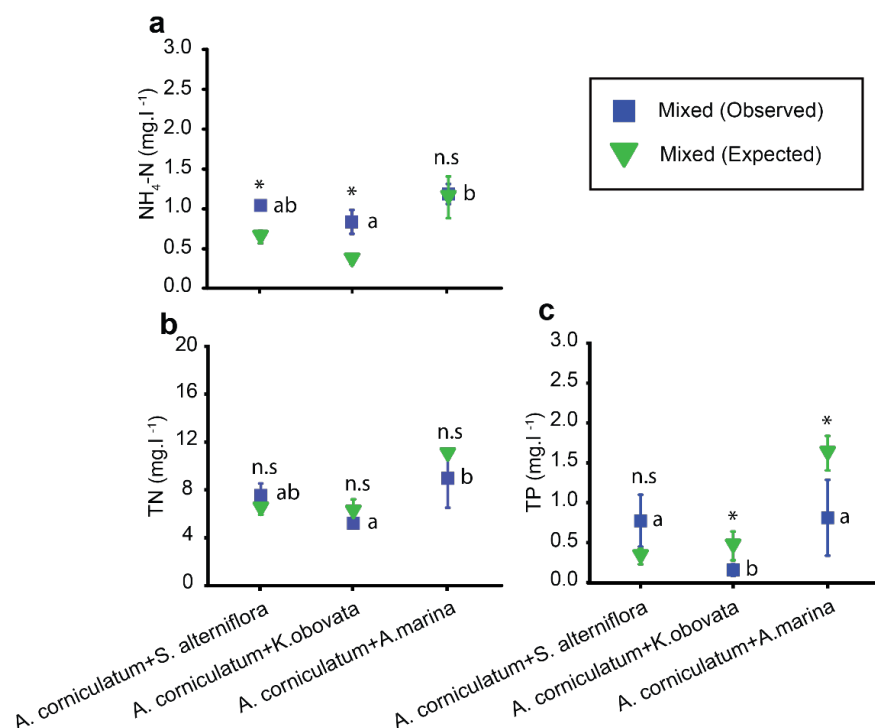 a
3.0
2.5
2.0
1.5
1.0
0.5
0.0
NH₄-N (mg.l ⁻¹)
*
ab
*
a
n.s
b
Mixed (Observed)
Mixed (Expected)
b
20
16
12
8
4
0
TN (mg.l ⁻¹)
n.s
ab
n.s
a
n.s
b
A. corniculatum+S. alterniflora
A. corniculatum+K.obovata
A. corniculatum+A.marina
c
3.0
2.5
2.0
1.5
1.0
0.5
0.0
TP (mg.l ⁻¹)
n.s
a
*
b
*
a
A. corniculatum+S. alterniflora
A. corniculatum+K.obovata
A. corniculatum+A.marina